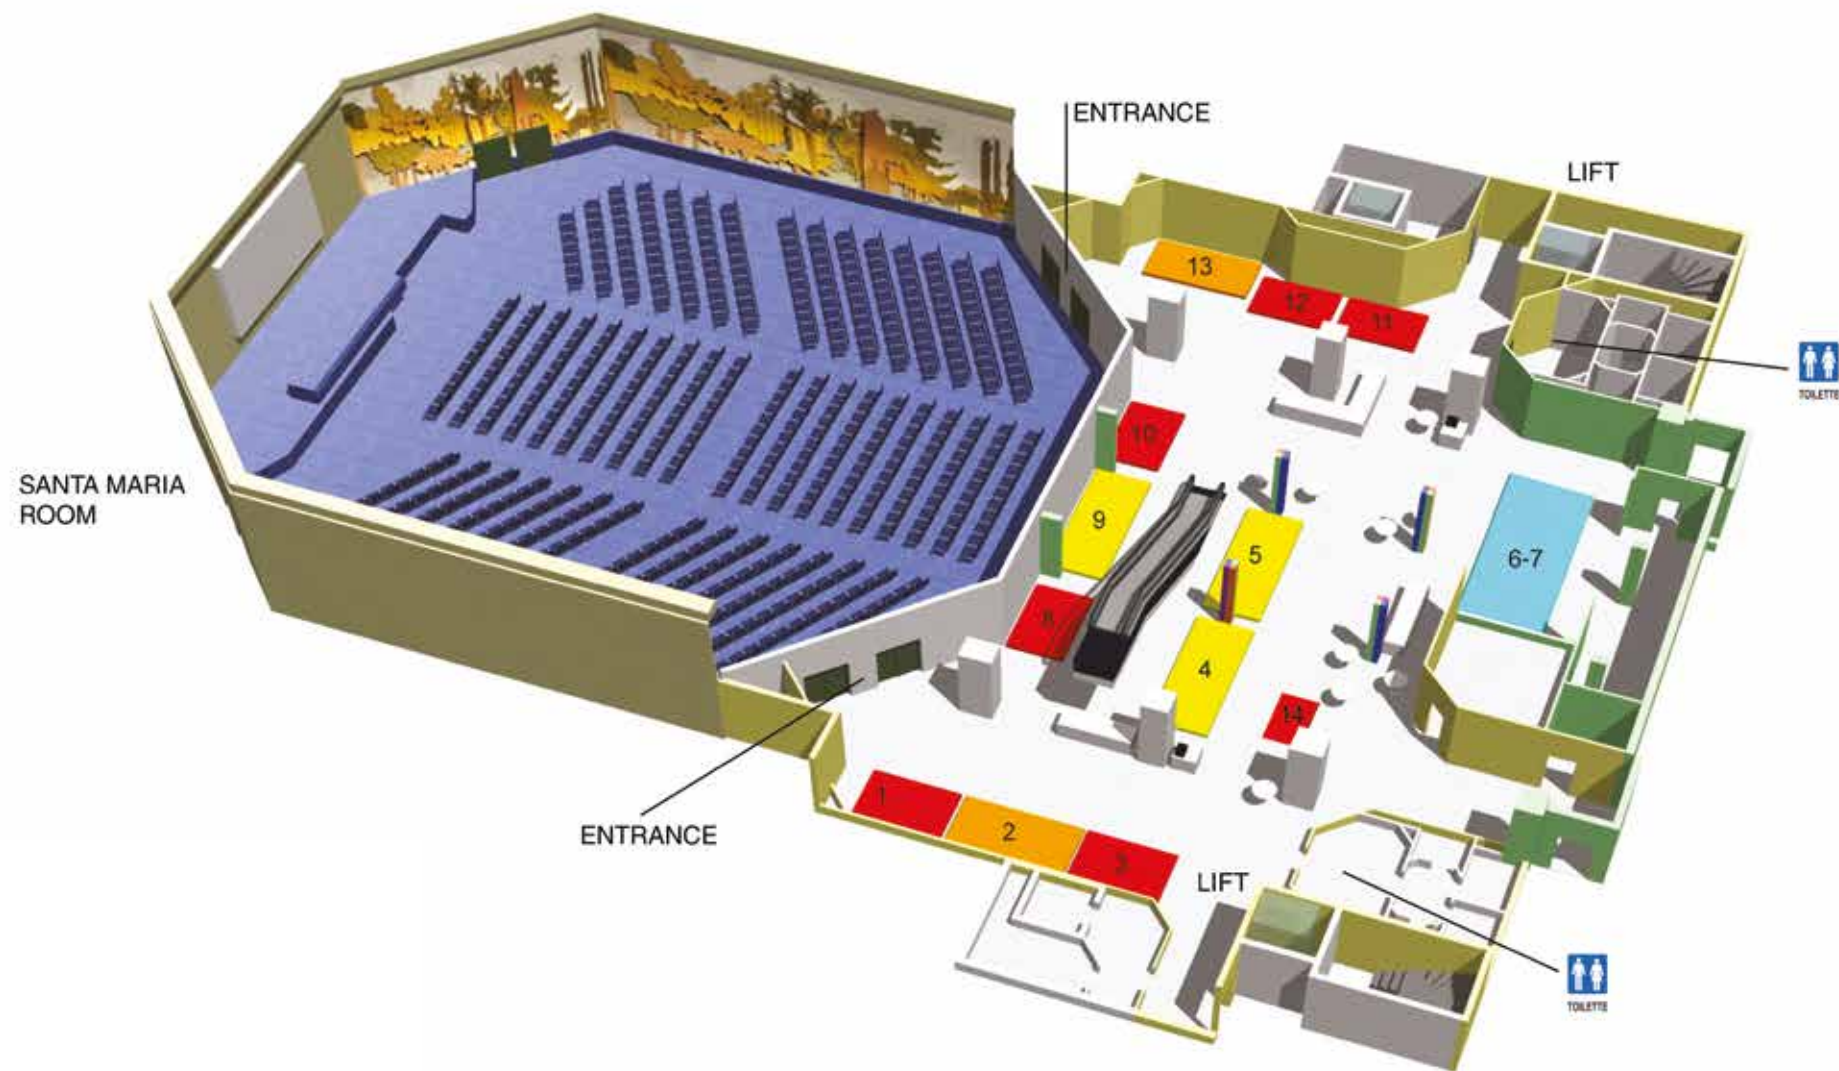 ENTRANCE
LIFT
13
12
11
TOILETTE
10
SANTA MARIA
ROOM
9
5
6-7
8
4
14
1
ENTRANCE
2
3
LIFT
TOILETTE